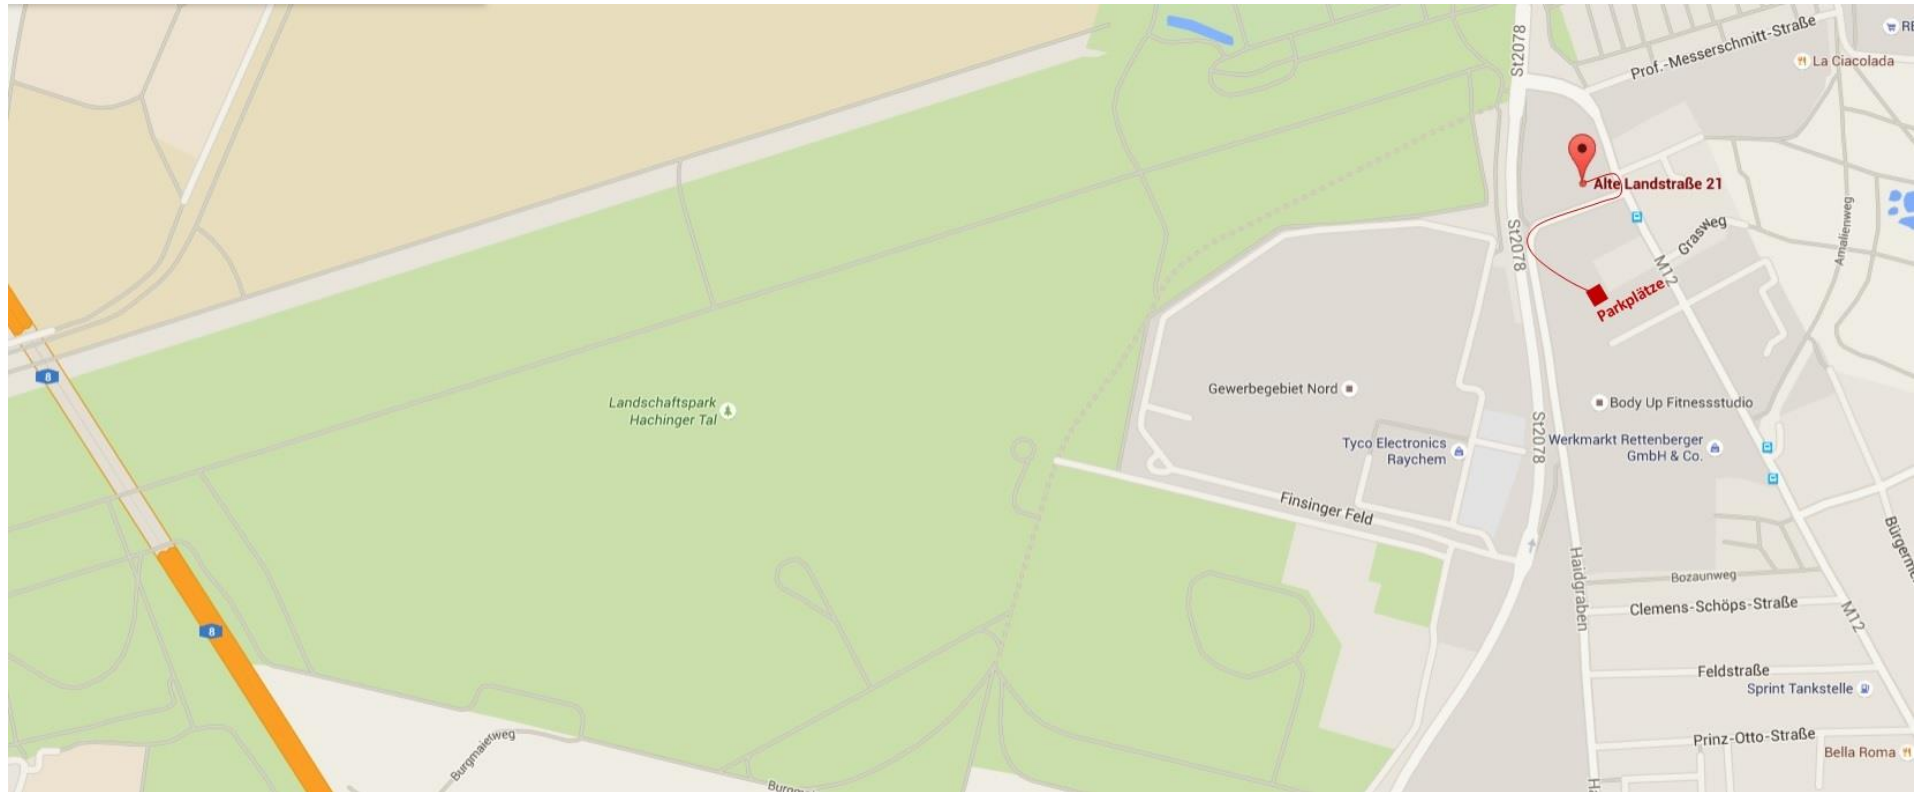 St2078
Prof.-Messerschmitt-Straße
RE
La Ciacolada
Alte Landstraße 21
Amalienweg
Grasweg
St2078
M12
Parkplätze
8
Landschaftspark
Hachinger Tal
Gewerbegebiet Nord
Body Up Fitnessstudio
St2078
Tyco Electronics
Raychem
Werkmarkt Rettenberger
GmbH & Co.
Finsinger Feld
Haidgraben
Bozaunweg
Clemens-Schöps-Straße
M12
8
Feldstraße
Sprint Tankstelle
Burgmaierweg
Prinz-Otto-Straße
Bella Roma